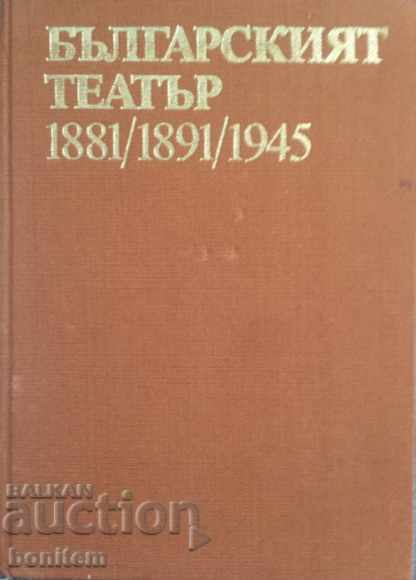 БЪЛГАРСКИЯТ
ТЕАТЪР
1881/1891/1945
BALKAN
auction
bonitem